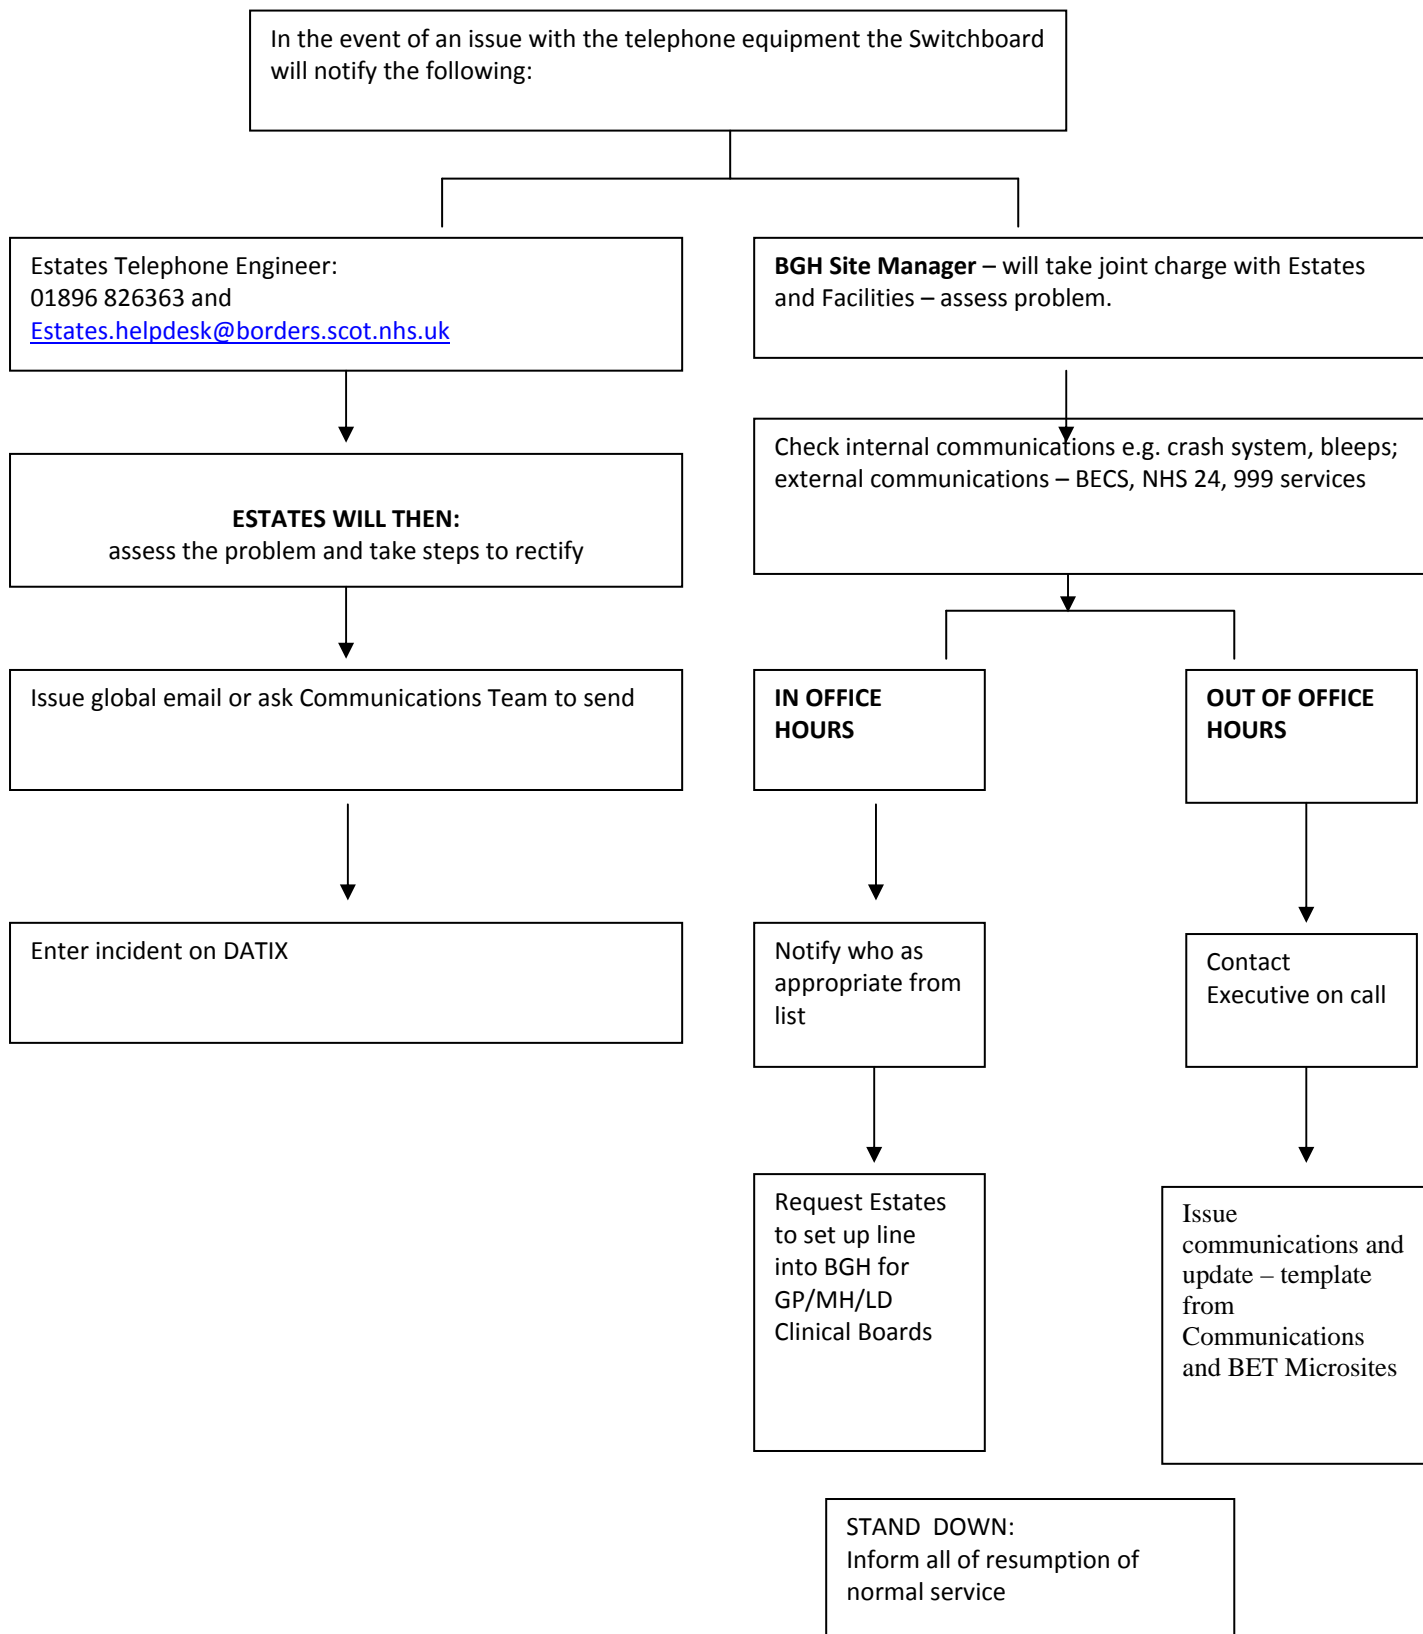 In the event of an issue with the telephone equipment the Switchboard
will notify the following:
Estates Telephone Engineer:
01896 826363 and
Estates.helpdesk@borders.scot.nhs.uk
BGH Site Manager – will take joint charge with Estates
and Facilities – assess problem.
ESTATES WILL THEN:
assess the problem and take steps to rectify
Check internal communications e.g. crash system, bleeps;
external communications – BECS, NHS 24, 999 services
Issue global email or ask Communications Team to send
IN OFFICE
HOURS
OUT OF OFFICE
HOURS
Enter incident on DATIX
Notify who as
appropriate from
list
Contact
Executive on call
Request Estates
to set up line
into BGH for
GP/MH/LD
Clinical Boards
Issue
communications and
update – template
from
Communications
and BET Microsites
STAND  DOWN:
Inform all of resumption of
normal service